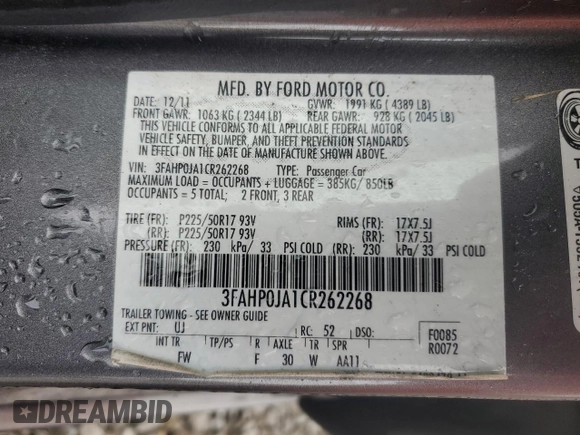 MFD. BY FORD MOTOR CO.
DATE: 12/11 GVWR: 1991 KG ( 4389 LB)
FRONT GAWR: 1063 KG ( 2344 LB) REAR GAWR: 928 KG ( 2045 LB)
THIS VEHICLE CONFORMS TO ALL APPLICABLE FEDERAL MOTOR
VEHICLE SAFETY, BUMPER, AND THEFT PREVENTION STANDARDS
IN EFFECT ON THE DATE OF MANUFACTURE SHOWN ABOVE.
VIN: 3FAHP0JA1CR262268 TYPE: Passenger Car
MAXIMUM LOAD = OCCUPANTS + LUGGAGE = 385KG/ 850LB
OCCUPANTS = 5 TOTAL; 2 FRONT, 3 REAR
TIRE (F): P225/50R17 93V RIMS (F): 17X7.5J
(R): P225/50R17 93V (R): 17X7.5J
PRESSURE (F): 230 kPa/ 33 PSI COLD (R): 230 kPa/ 33 PSI COLD
3FAHP0JA1CR262268
TRAILER TOWING - SEE OWNER GUIDE
EXT PNT: UJ RC: 52 DSO: F0085
INT TR TP/PS R AXLE TR SPR R0072
FW F 30 W AA11
DREAMBID